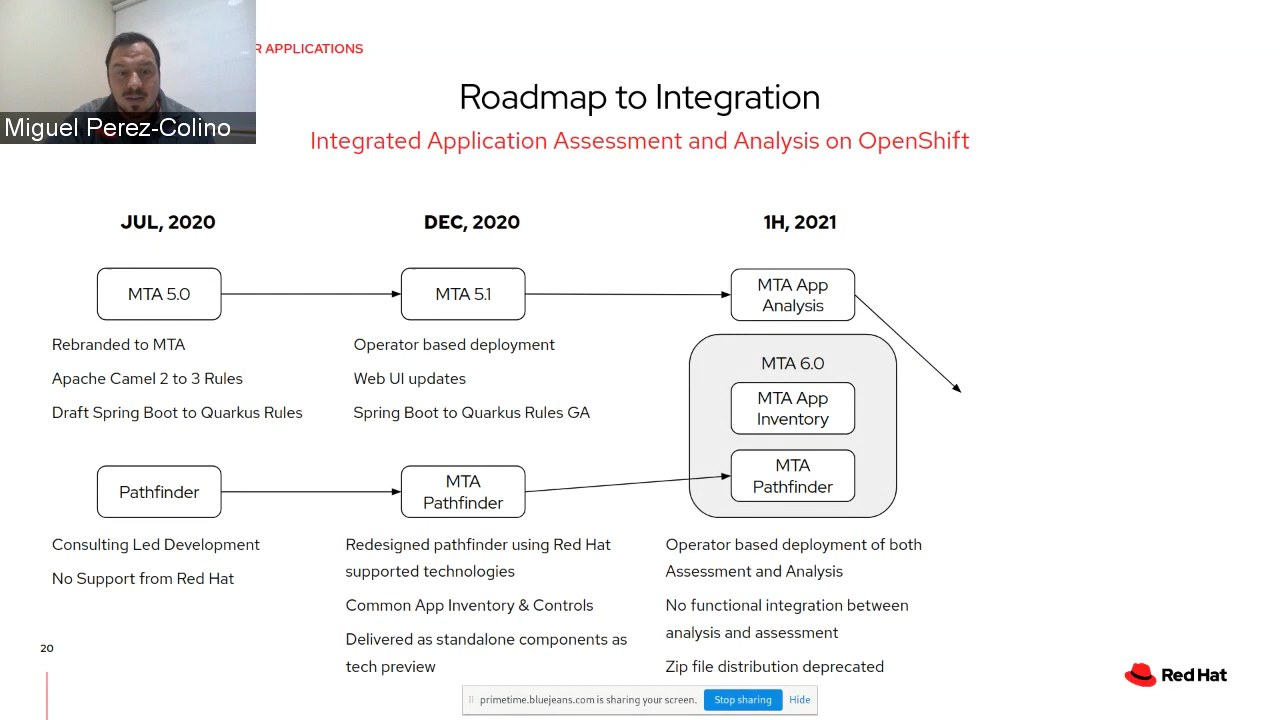 R APPLICATIONS
Miguel Perez-Colino
Roadmap to Integration
Integrated Application Assessment and Analysis on OpenShift
JUL, 2020
DEC, 2020
1H, 2021
MTA 5.0
MTA 5.1
MTA App
Analysis
Rebranded to MTA
Apache Camel 2 to 3 Rules
Draft Spring Boot to Quarkus Rules
Operator based deployment
Web UI updates
Spring Boot to Quarkus Rules GA
MTA 6.0
MTA App
Inventory
Pathfinder
MTA
Pathfinder
MTA
Pathfinder
Consulting Led Development
No Support from Red Hat
Redesigned pathfinder using Red Hat
supported technologies
Common App Inventory & Controls
Delivered as standalone components as
tech preview
Operator based deployment of both
Assessment and Analysis
No functional integration between
analysis and assessment
Zip file distribution deprecated
20
Red Hat
primetime.bluejeans.com is sharing your screen.
Stop sharing
Hide